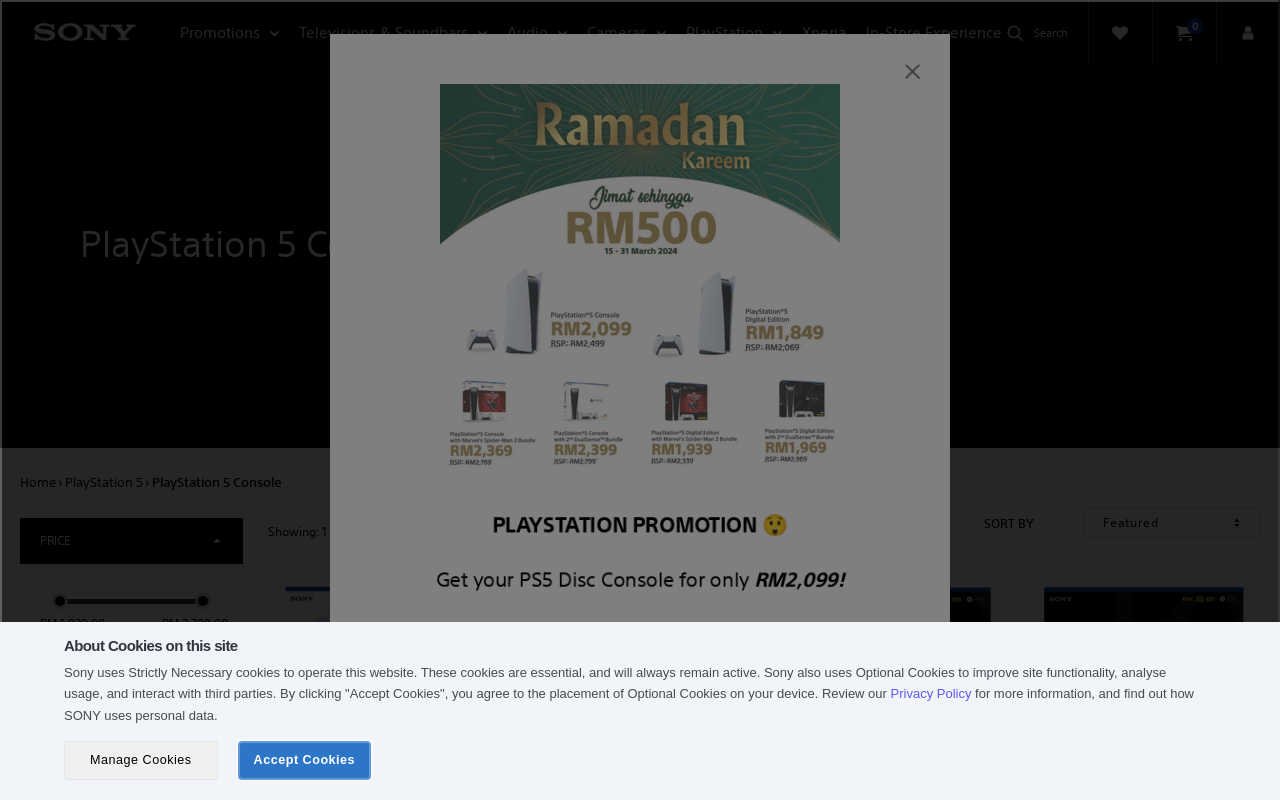 SONY
Promotions
Televisions & Soundbars
Audio
Cameras
PlayStation
Xperia
In-Store Experience
Search
0
PlayStation 5 Co
Ramadan
Kareem
Jimat sehingga
RM500
15 - 31 March 2024
PlayStation®5 Console
RM2,099
RSP: RM2,499
PlayStation®5
Digital Edition
RM1,849
RSP: RM2,069
PlayStation®5 Console
with Marvel's Spider-Man 2 Bundle
RM2,369
RSP: RM2,769
PlayStation®5 Console
with 2nd DualSense™ Bundle
RM2,399
RSP: RM2,799
PlayStation®5 Digital Edition
with Marvel's Spider-Man 2 Bundle
RM1,939
RSP: RM2,339
PlayStation®5 Digital Edition
with 2nd DualSense™ Bundle
RM1,969
RSP: RM2,369
PLAYSTATION PROMOTION 😲
Get your PS5 Disc Console for only RM2,099!
Home › PlayStation 5 › PlayStation 5 Console
PRICE
Showing: 1
SORT BY
Featured
SONY
SONY
About Cookies on this site
Sony uses Strictly Necessary cookies to operate this website. These cookies are essential, and will always remain active. Sony also uses Optional Cookies to improve site functionality, analyse
usage, and interact with third parties. By clicking "Accept Cookies", you agree to the placement of Optional Cookies on your device. Review our Privacy Policy for more information, and find out how
SONY uses personal data.
Manage Cookies
Accept Cookies